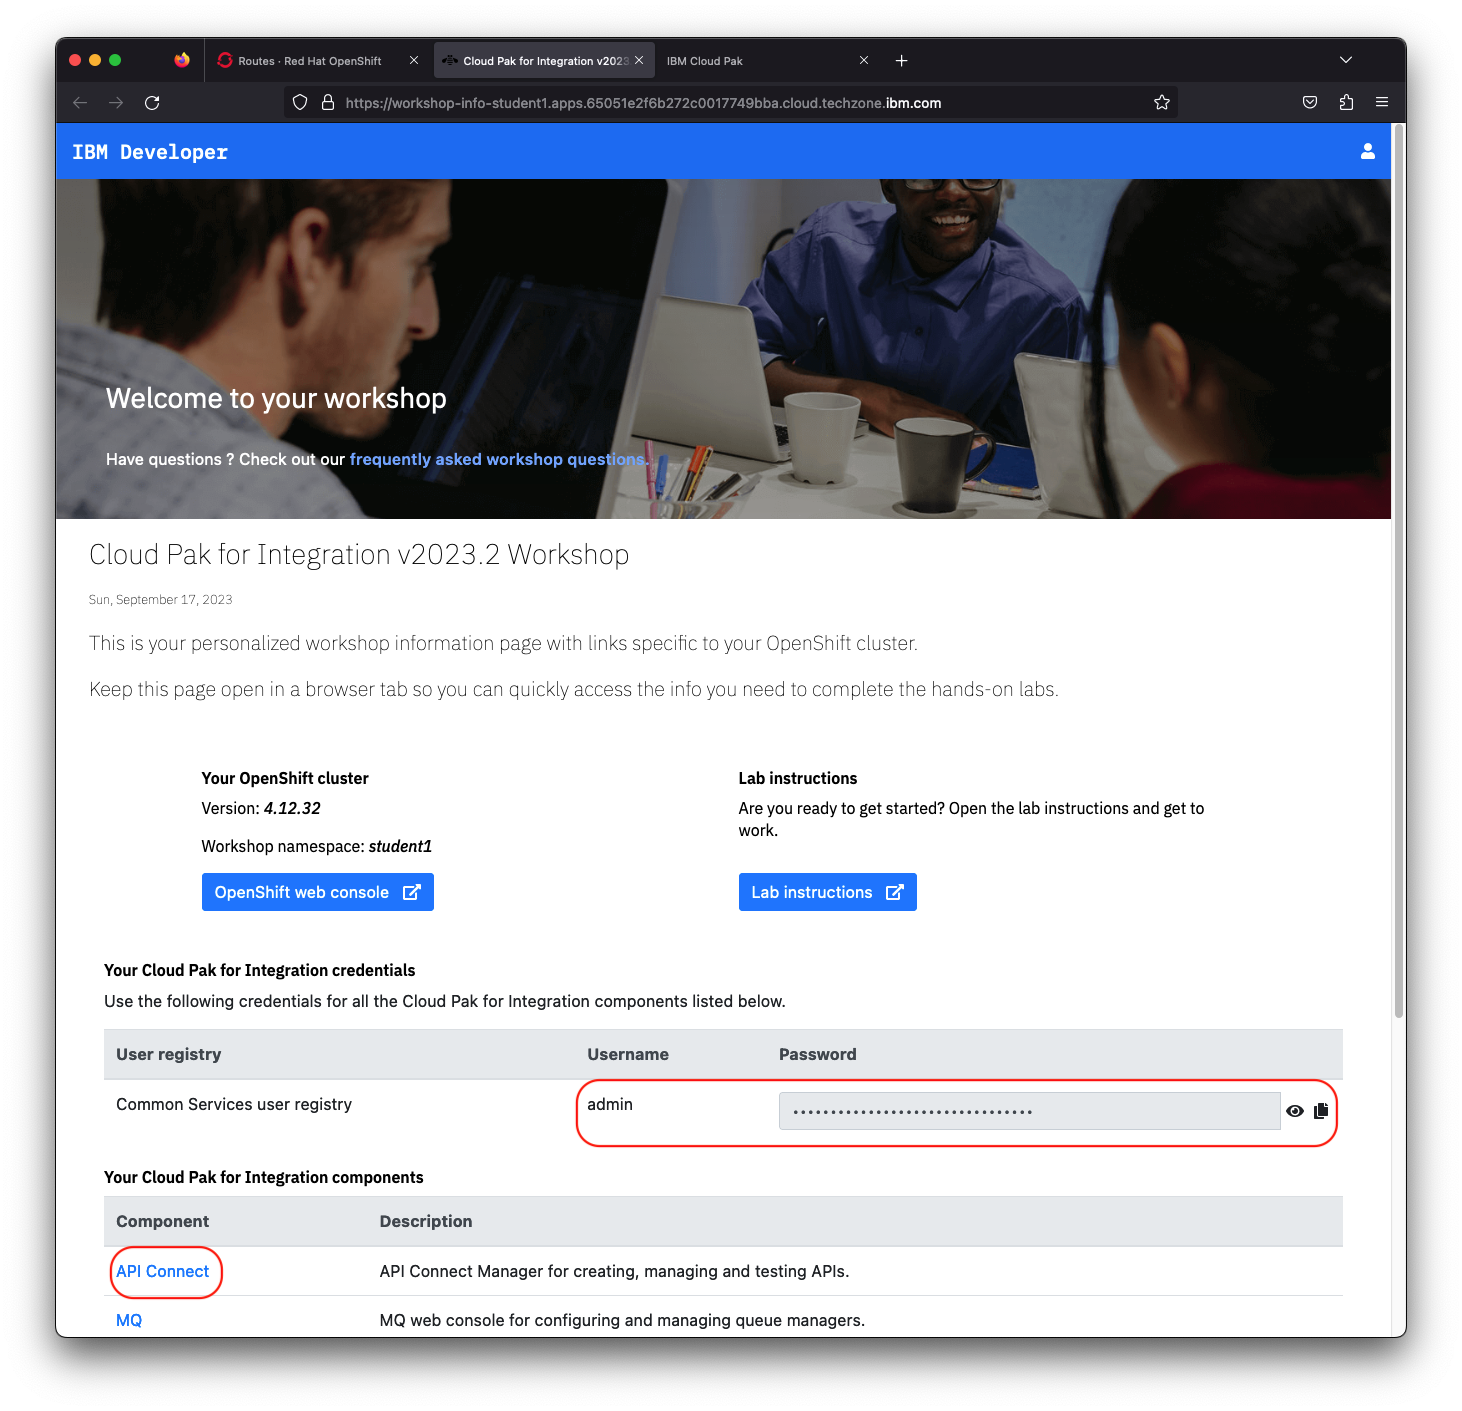 Routes · Red Hat OpenShift
Cloud Pak for Integration v2023
IBM Cloud Pak
https://workshop-info-student1.apps.65051e2f6b272c0017749bba.cloud.techzone.ibm.com
IBM Developer
Welcome to your workshop
Have questions ? Check out our frequently asked workshop questions.
Cloud Pak for Integration v2023.2 Workshop
Sun, September 17, 2023
This is your personalized workshop information page with links specific to your OpenShift cluster.
Keep this page open in a browser tab so you can quickly access the info you need to complete the hands-on labs.
Your OpenShift cluster
Version: 4.12.32
Workshop namespace: student1
OpenShift web console
Lab instructions
Are you ready to get started? Open the lab instructions and get to
work.
Lab instructions
Your Cloud Pak for Integration credentials
Use the following credentials for all the Cloud Pak for Integration components listed below.
User registry Username Password
Common Services user registry admin ••••••••••••••••••••••••••••••••
Your Cloud Pak for Integration components
Component Description
API Connect API Connect Manager for creating, managing and testing APIs.
MQ MQ web console for configuring and managing queue managers.